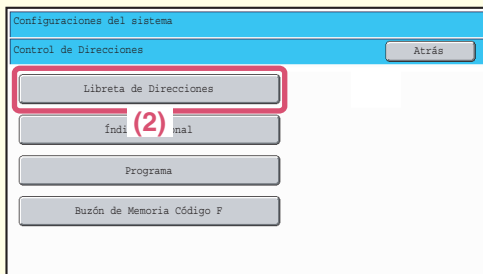 Configuraciones del sistema
Control de Direcciones
Atrás
Libreta de Direcciones
(2)
Programa
Buzón de Memoria Código F